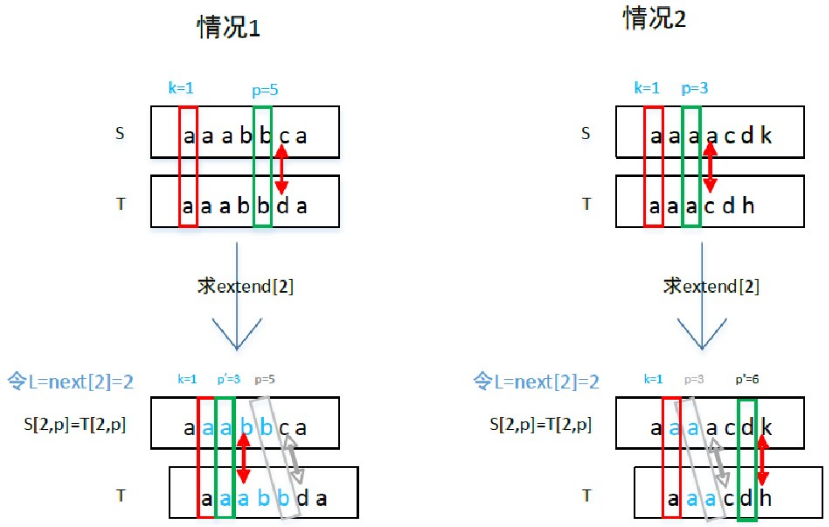 情况1
k=1 p=5
S a a a b b c a
T a a a b b d a
求extend[2]
令L=next[2]=2
k=1 p'=3 p=5
S[2,p]=T[2,p] a a a b b c a
T a a a b b d a
情况2
k=1 p=3
S a a a a c d k
T a a a c d h
求extend[2]
令L=next[2]=2
k=1 p=3 p'=6
S[2,p]=T[2,p] a a a a c d k
T a a a c d h